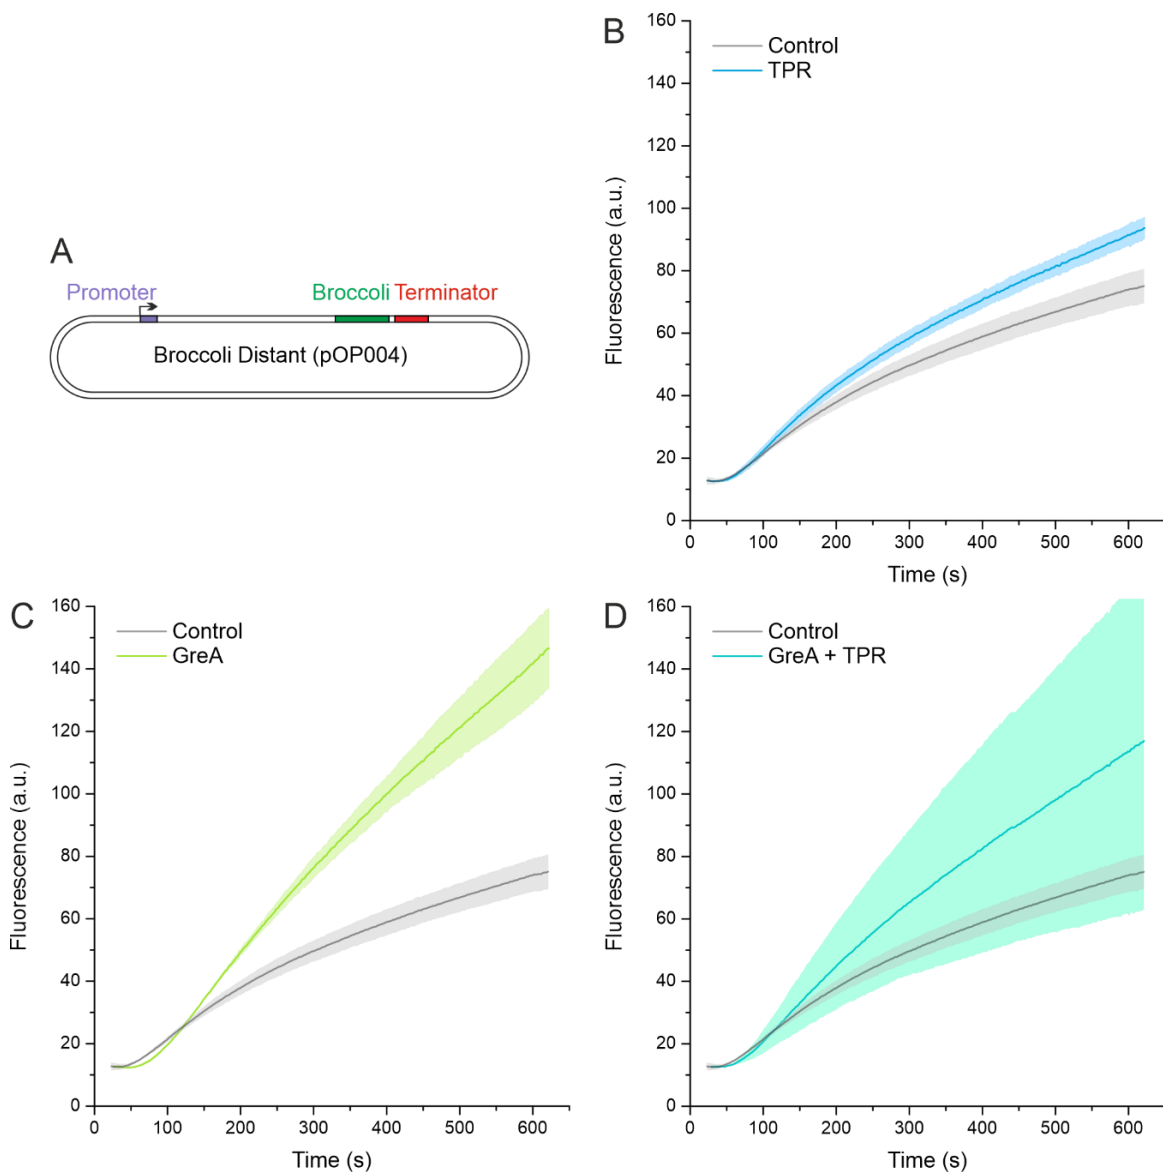 A
Promoter
Broccoli Terminator
Broccoli Distant (pOP004)
B
Control
TPR
160
140
120
100
80
60
40
20
0
Fluorescence (a.u.)
0 100 200 300 400 500 600
Time (s)
C
Control
GreA
160
140
120
100
80
60
40
20
0
Fluorescence (a.u.)
0 100 200 300 400 500 600
Time (s)
D
Control
GreA + TPR
160
140
120
100
80
60
40
20
0
Fluorescence (a.u.)
0 100 200 300 400 500 600
Time (s)